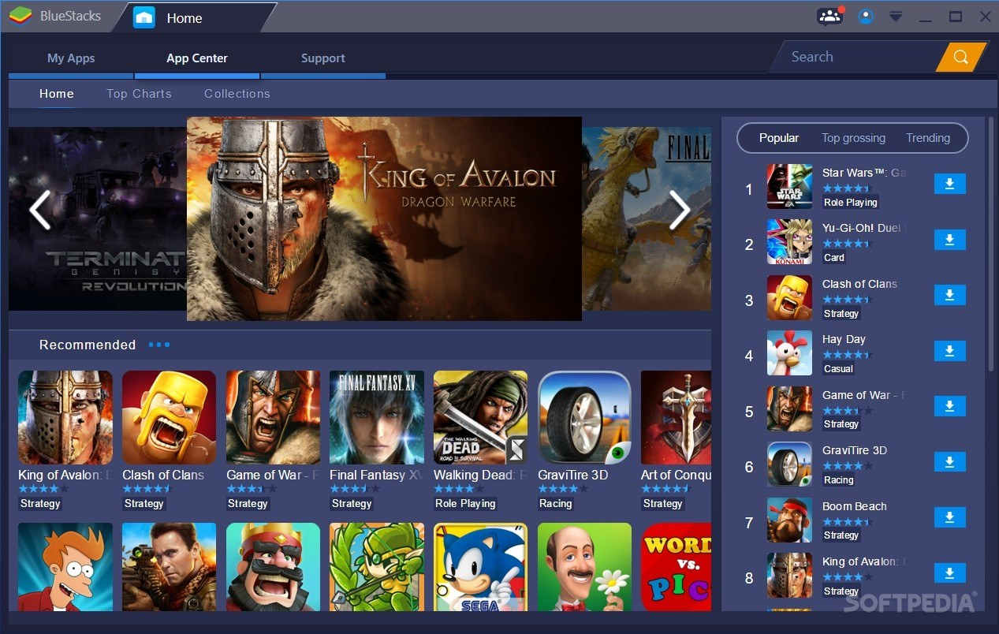 BlueStacks
Home
My Apps
App Center
Support
Search
Home
Top Charts
Collections
TERMINAT
GENISY
REVOLUTION
KING OF AVALON
DRAGON WARFARE
FINAL
Recommended
FINAL FANTASY XV
THE WALKING
DEAD
ROAD TO SURVIVAL
King of Avalon: D
Clash of Clans
Game of War - F
Final Fantasy XV
Walking Dead: R
GraviTire 3D
Art of Conqu
Strategy
Strategy
Strategy
Strategy
Role Playing
Racing
Strategy
SEGA
WORD
vs.
PIC
Popular
Top grossing
Trending
1
STAR
WARS
EA
Star Wars™: Ga
Role Playing
2
KONAMI
Yu-Gi-Oh! Duel
Card
3
Clash of Clans
Strategy
4
Hay Day
Casual
5
Game of War - F
Strategy
6
GraviTire 3D
Racing
7
Boom Beach
Strategy
8
King of Avalon:
Strategy
SOFTPEDIA®